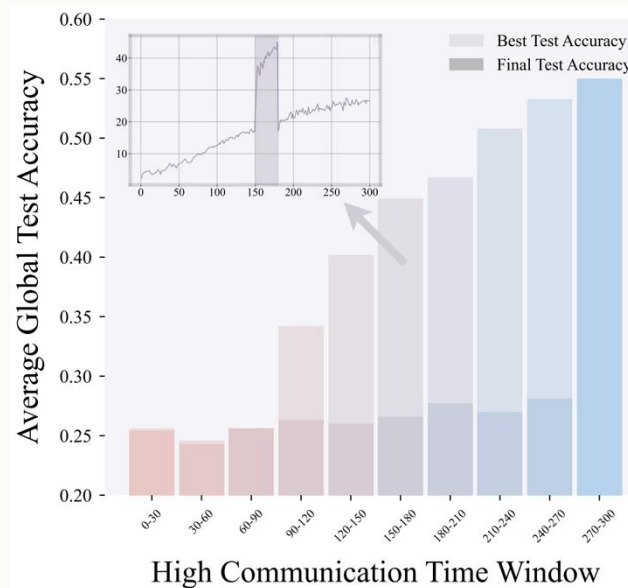 Average Global Test Accuracy
0.60
0.55
0.50
0.45
0.40
0.35
0.30
0.25
0.20
40
30
20
10
0 50 100 150 200 250 300
Best Test Accuracy
Final Test Accuracy
0-30 30-60 60-90 90-120 120-150 150-180 180-210 210-240 240-270 270-300
High Communication Time Window